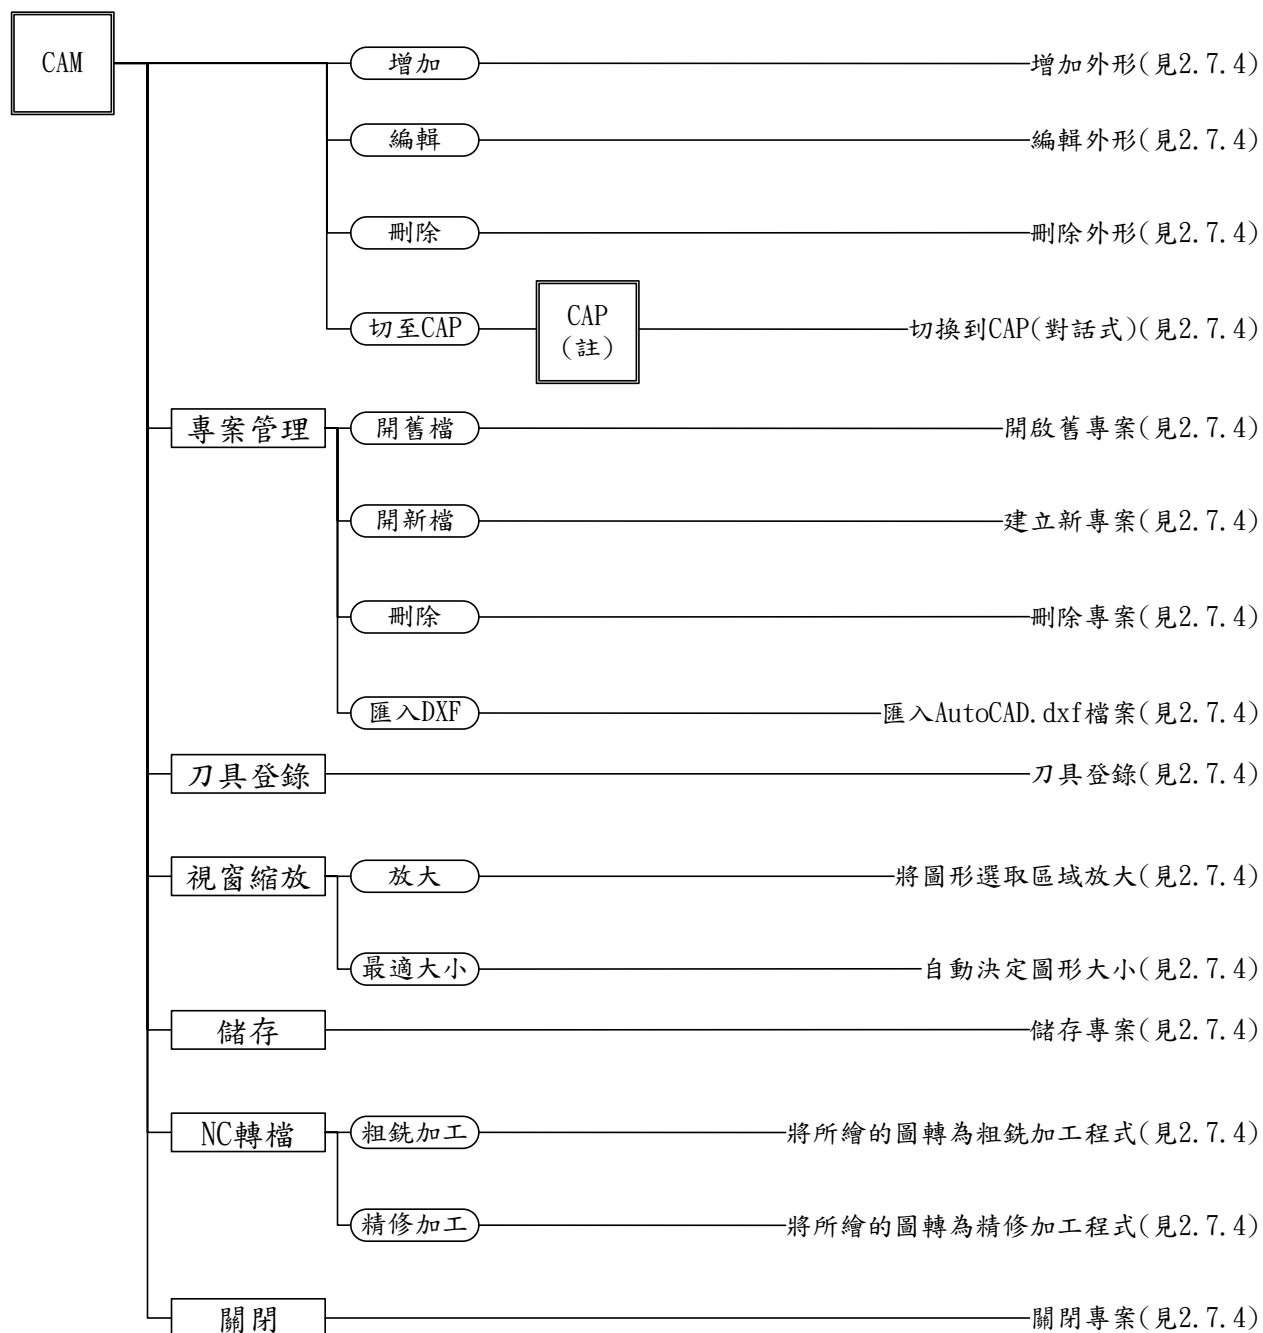 CAM
增加
增加外形(見2.7.4)
編輯
編輯外形(見2.7.4)
刪除
刪除外形(見2.7.4)
切至CAP
CAP
(註)
切換到CAP(對話式)(見2.7.4)
專案管理
開舊檔
開啟舊專案(見2.7.4)
開新檔
建立新專案(見2.7.4)
刪除
刪除專案(見2.7.4)
匯入DXF
匯入AutoCAD.dxf檔案(見2.7.4)
刀具登錄
刀具登錄(見2.7.4)
視窗縮放
放大
將圖形選取區域放大(見2.7.4)
最適大小
自動決定圖形大小(見2.7.4)
儲存
儲存專案(見2.7.4)
NC轉檔
粗銑加工
將所繪的圖轉為粗銑加工程式(見2.7.4)
精修加工
將所繪的圖轉為精修加工程式(見2.7.4)
關閉
關閉專案(見2.7.4)